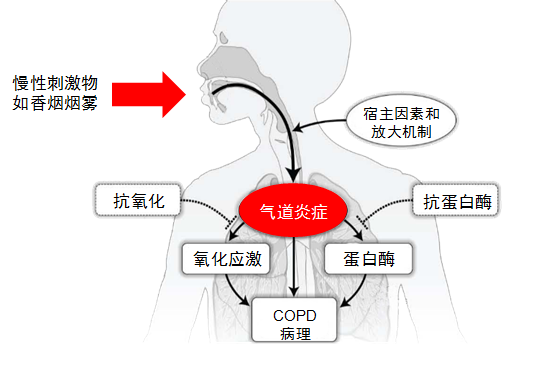 慢性刺激物
如香烟烟雾
宿主因素和
放大机制
抗氧化
气道炎症
抗蛋白酶
氧化应激
蛋白酶
COPD
病理